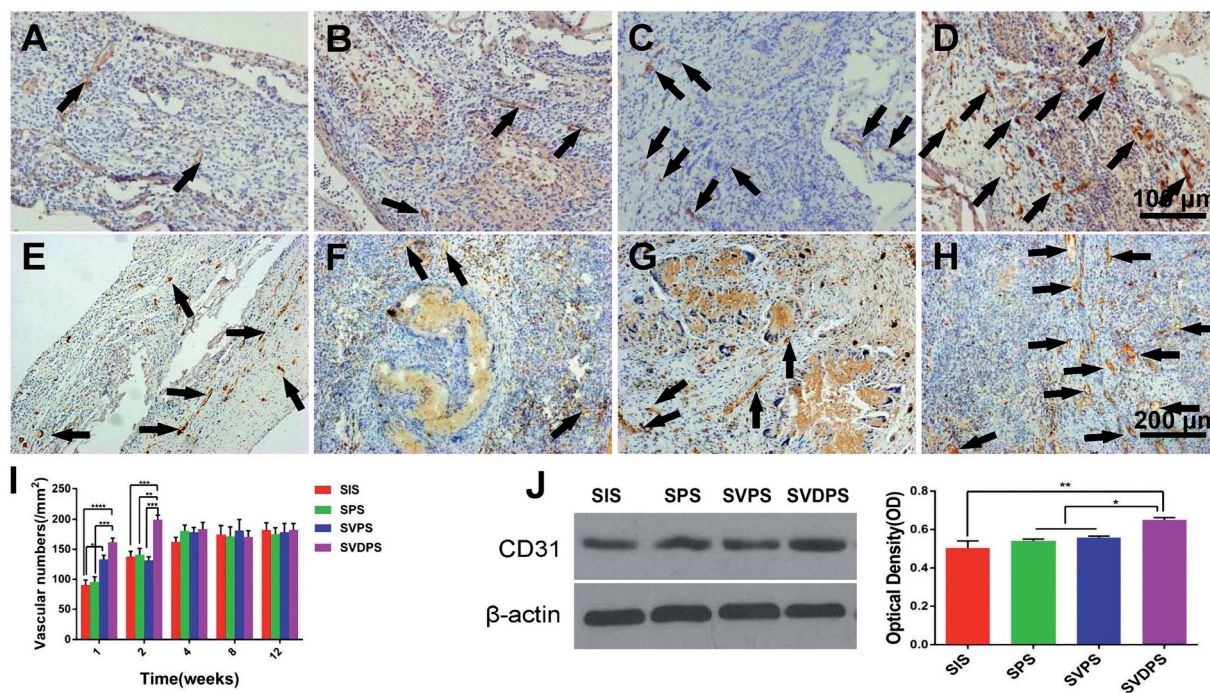 A
B
C
D
100 μm
E
F
G
H
200 μm
I
Vascular numbers(/mm²)
250
200
150
100
50
0
****
***
*
***
**
***
1
2
4
8
12
Time(weeks)
SIS
SPS
SVPS
SVDPS
J
SIS SPS SVPS SVDPS
CD31
β-actin
Optical Density(OD)
0.8
0.6
0.4
0.2
0.0
**
*
SIS
SPS
SVPS
SVDPS